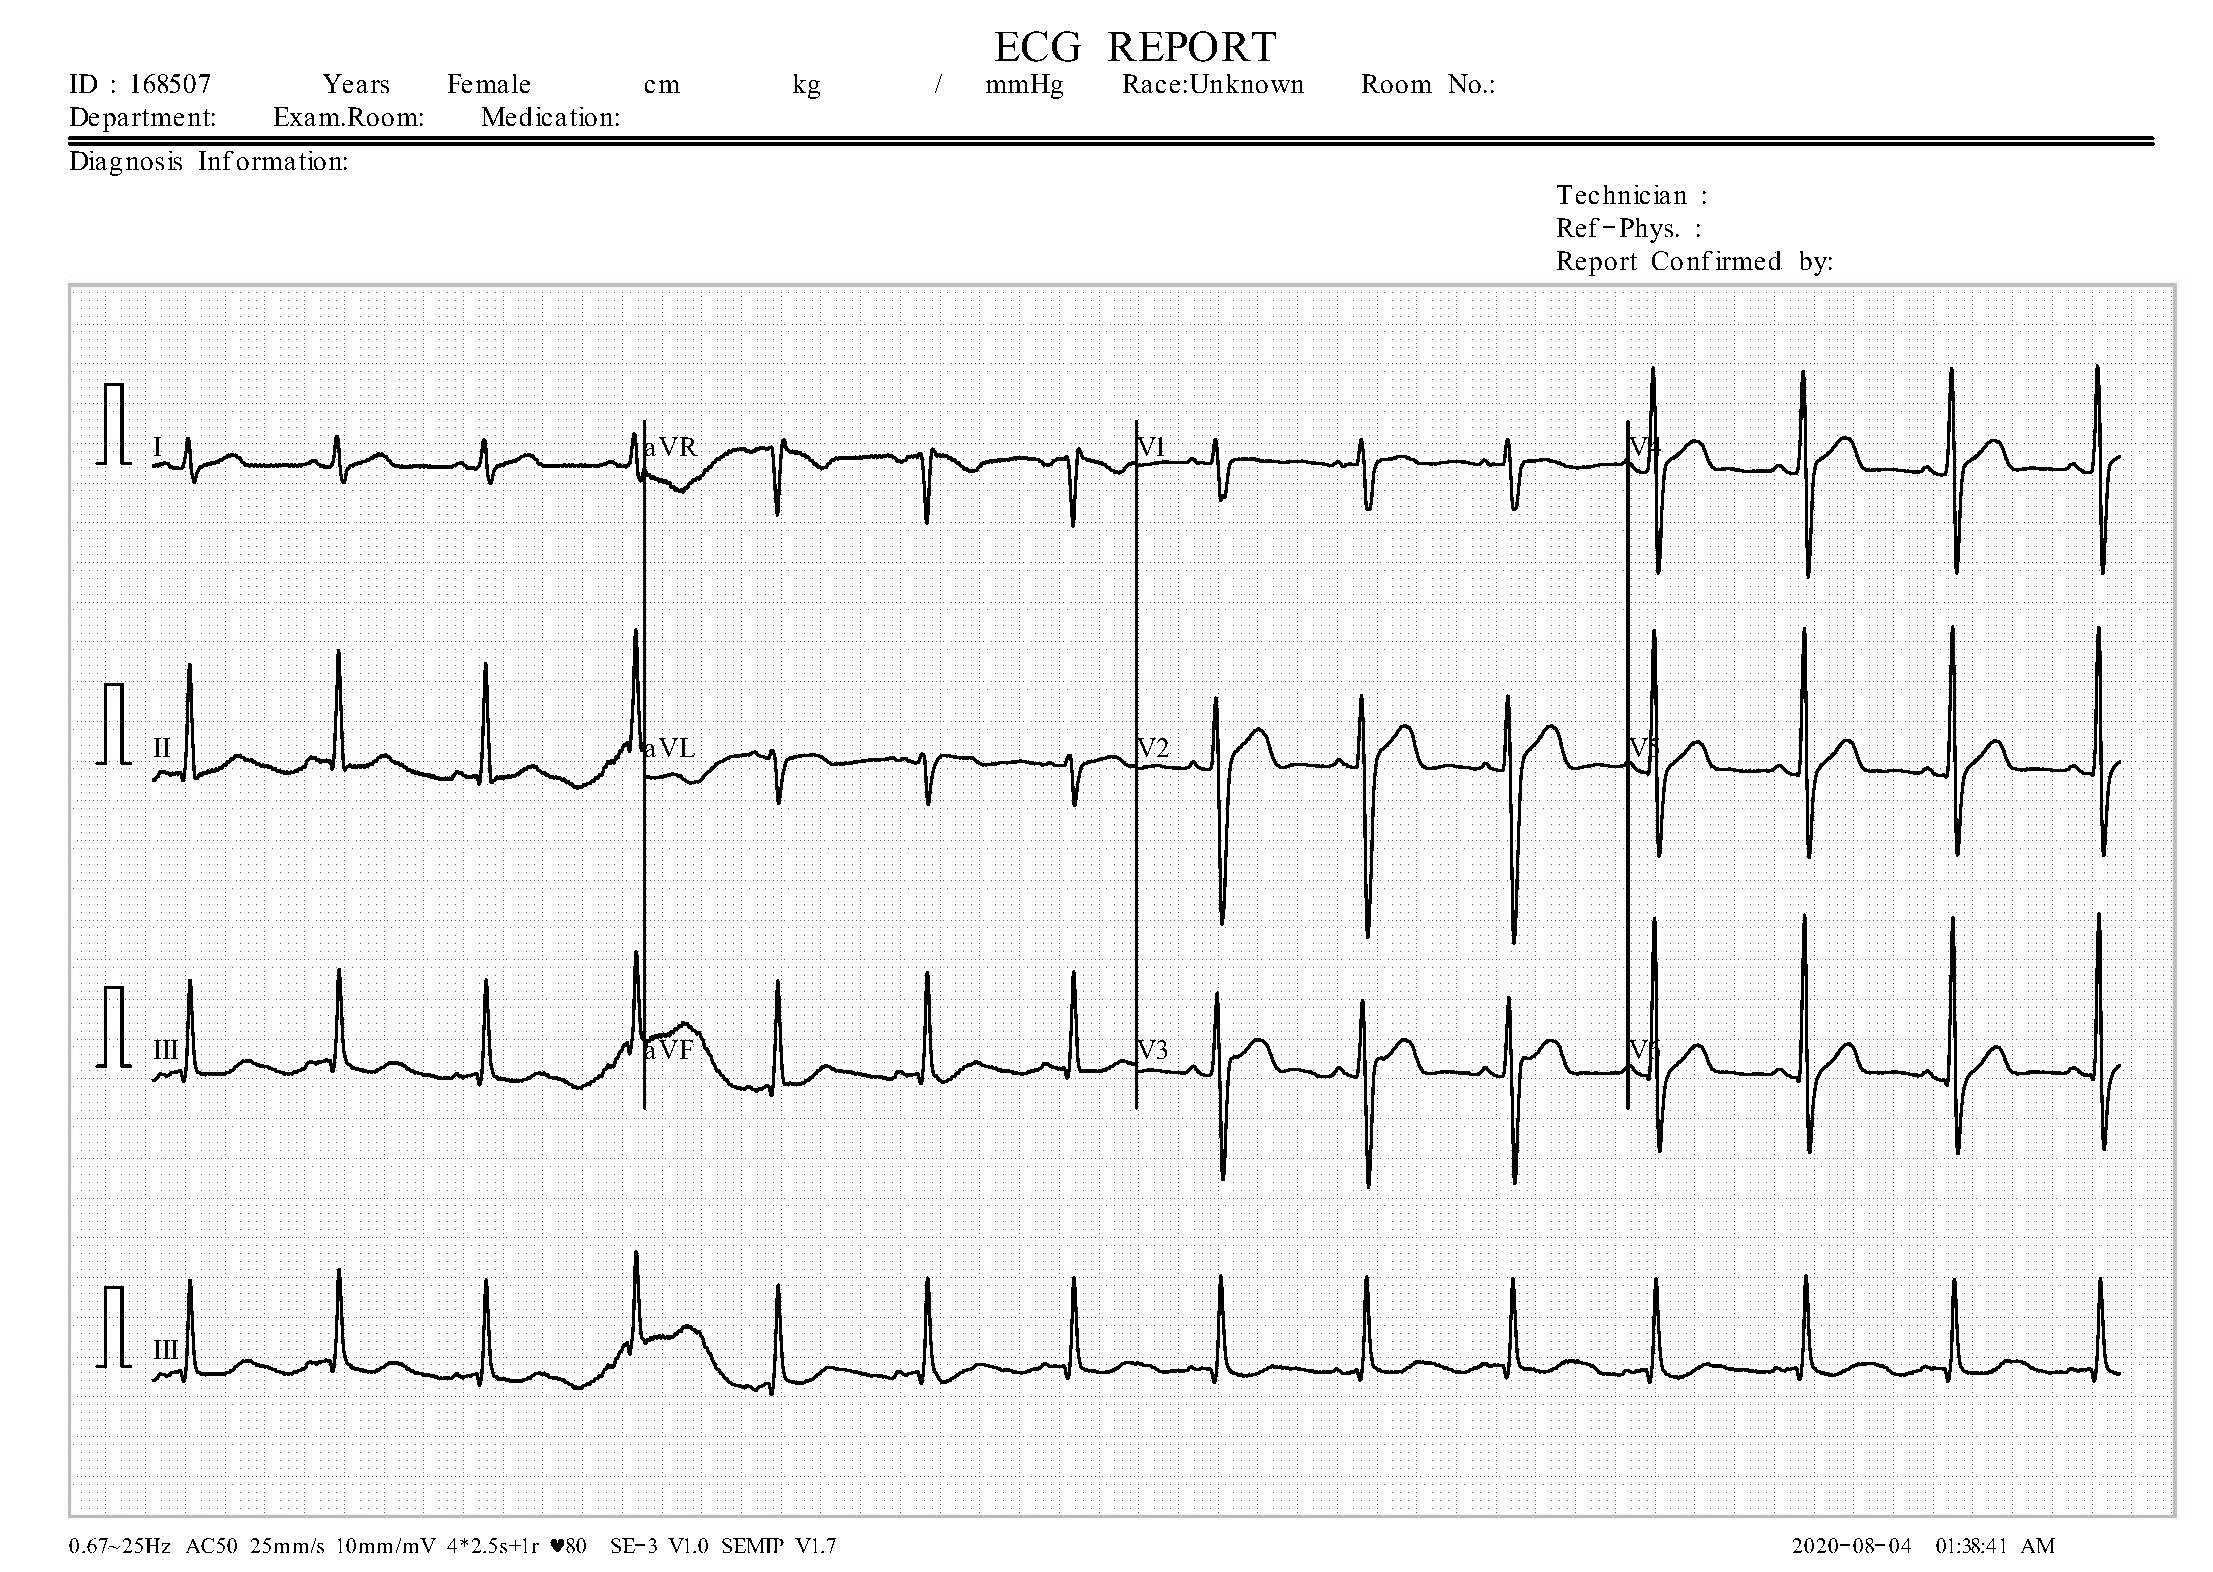 ECG REPORT
ID : 168507 Years Female cm kg / mmHg Race:Unknown Room No.:
Department: Exam.Room: Medication:
Diagnosis Information:
Technician :
Ref-Phys. :
Report Confirmed by:
I aVR V1 V4
II aVL V2 V5
III aVF V3 V6
III
0.67~25Hz AC50 25mm/s 10mm/mV 4*2.5s+1r ♥80 SE-3 V1.0 SEMIP V1.7 2020-08-04 01:38:41 AM